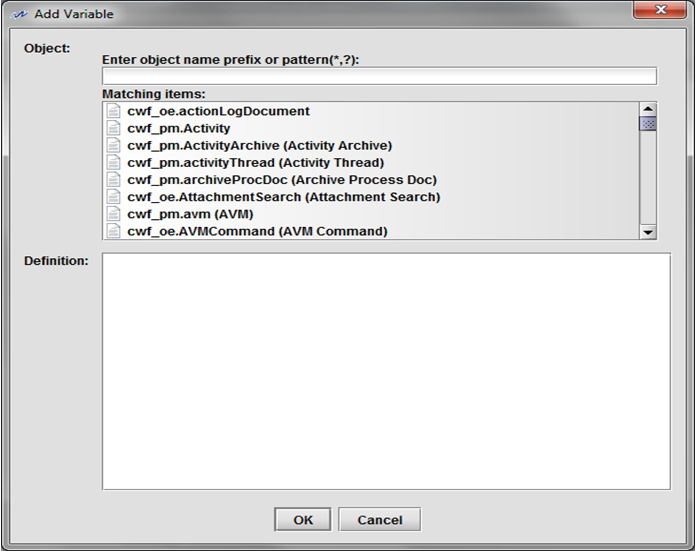 Add Variable
Object:
Enter object name prefix or pattern(*,?):
Matching items:
cwf_oe.actionLogDocument
cwf_pm.Activity
cwf_pm.ActivityArchive (Activity Archive)
cwf_pm.activityThread (Activity Thread)
cwf_pm.archiveProcDoc (Archive Process Doc)
cwf_oe.AttachmentSearch (Attachment Search)
cwf_pm.avm (AVM)
cwf_oe.AVMCommand (AVM Command)
Definition:
OK Cancel